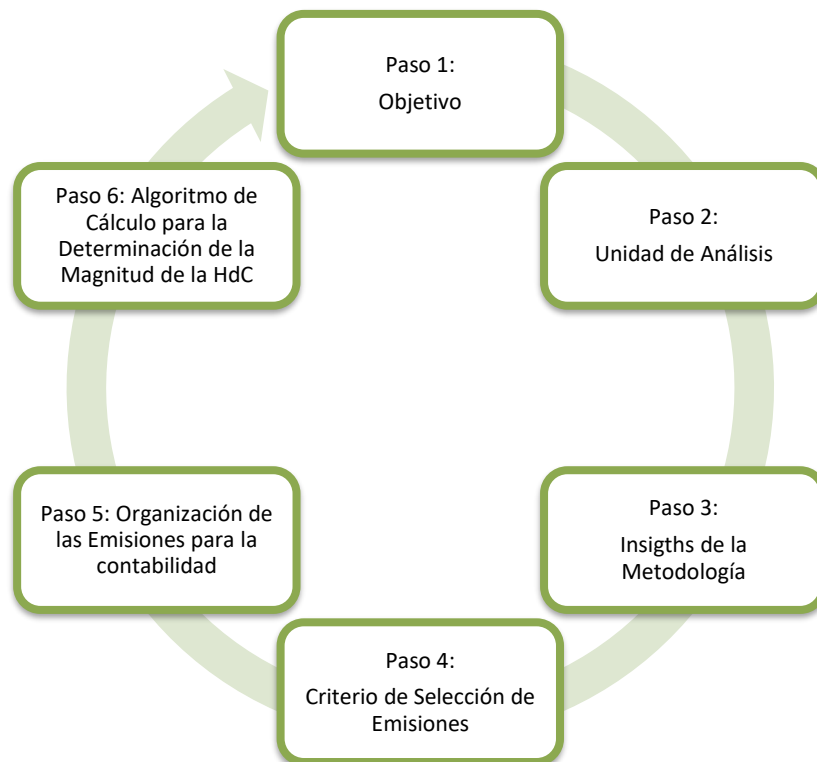 Paso 1:
Objetivo
Paso 2:
Unidad de Análisis
Paso 3:
Insigths de la
Metodología
Paso 4:
Criterio de Selección de
Emisiones
Paso 5: Organización de
las Emisiones para la
contabilidad
Paso 6: Algoritmo de
Cálculo para la
Determinación de la
Magnitud de la HdC